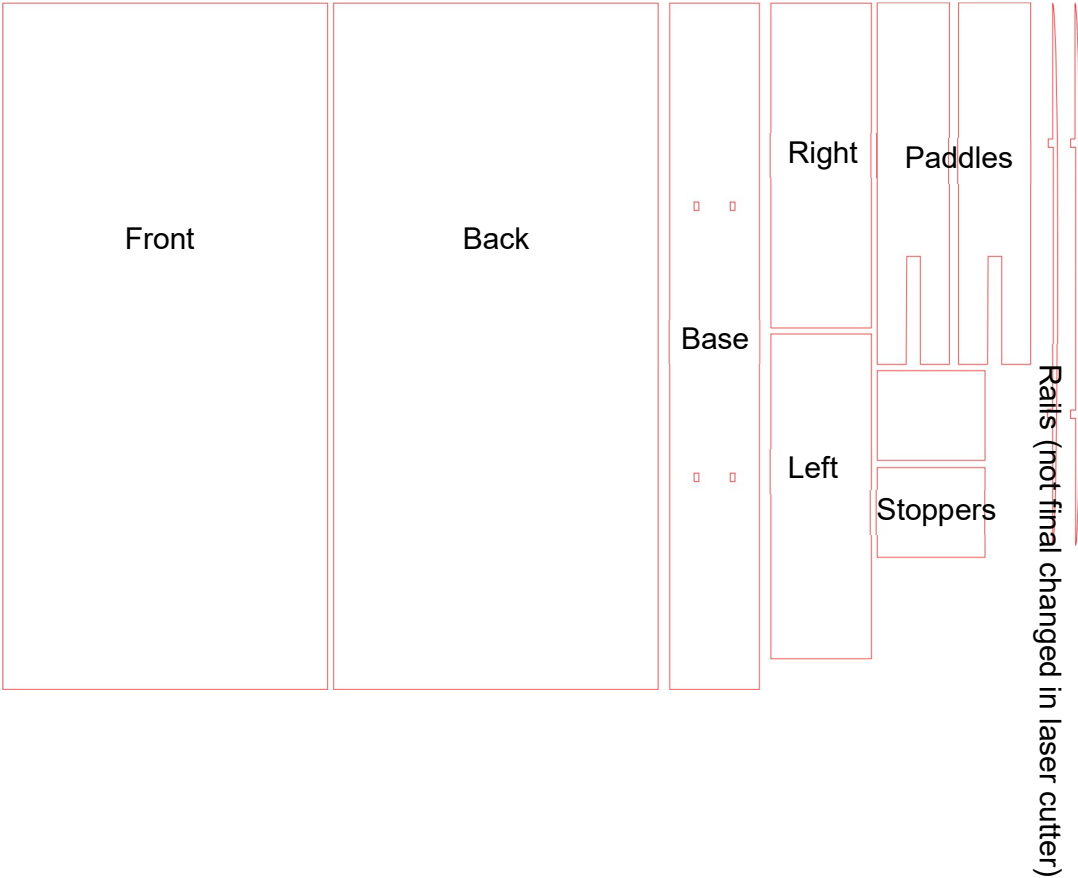 Front
Back
Base
Right
Left
Paddles
Stoppers
Rails (not final changed in laser cutter)